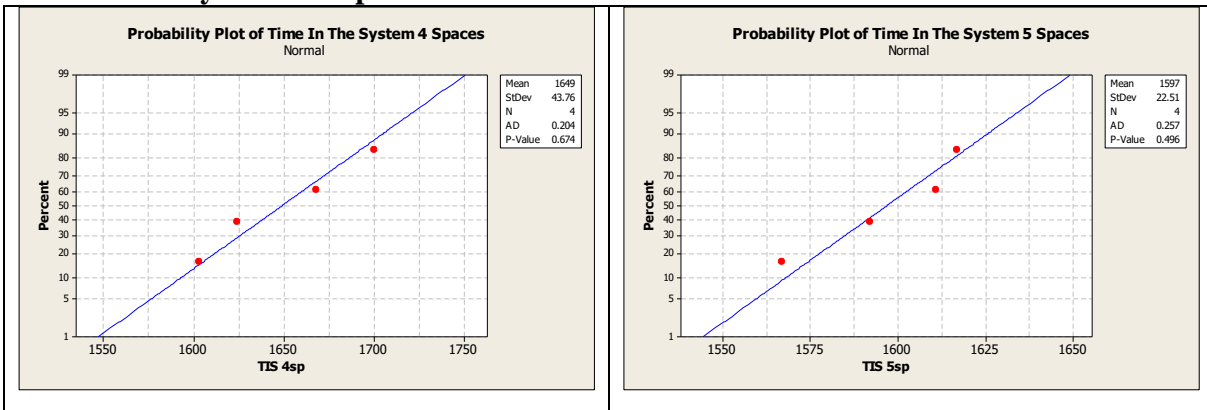 Probability Plot of Time In The System 4 Spaces
Normal
99
95
90
80
70
60
50
40
30
20
10
5
1
Percent
1550 1600 1650 1700 1750
TIS 4sp
Mean 1649
StDev 43.76
N 4
AD 0.204
P-Value 0.674
Probability Plot of Time In The System 5 Spaces
Normal
99
95
90
80
70
60
50
40
30
20
10
5
1
Percent
1550 1575 1600 1625 1650
TIS 5sp
Mean 1597
StDev 22.51
N 4
AD 0.257
P-Value 0.496